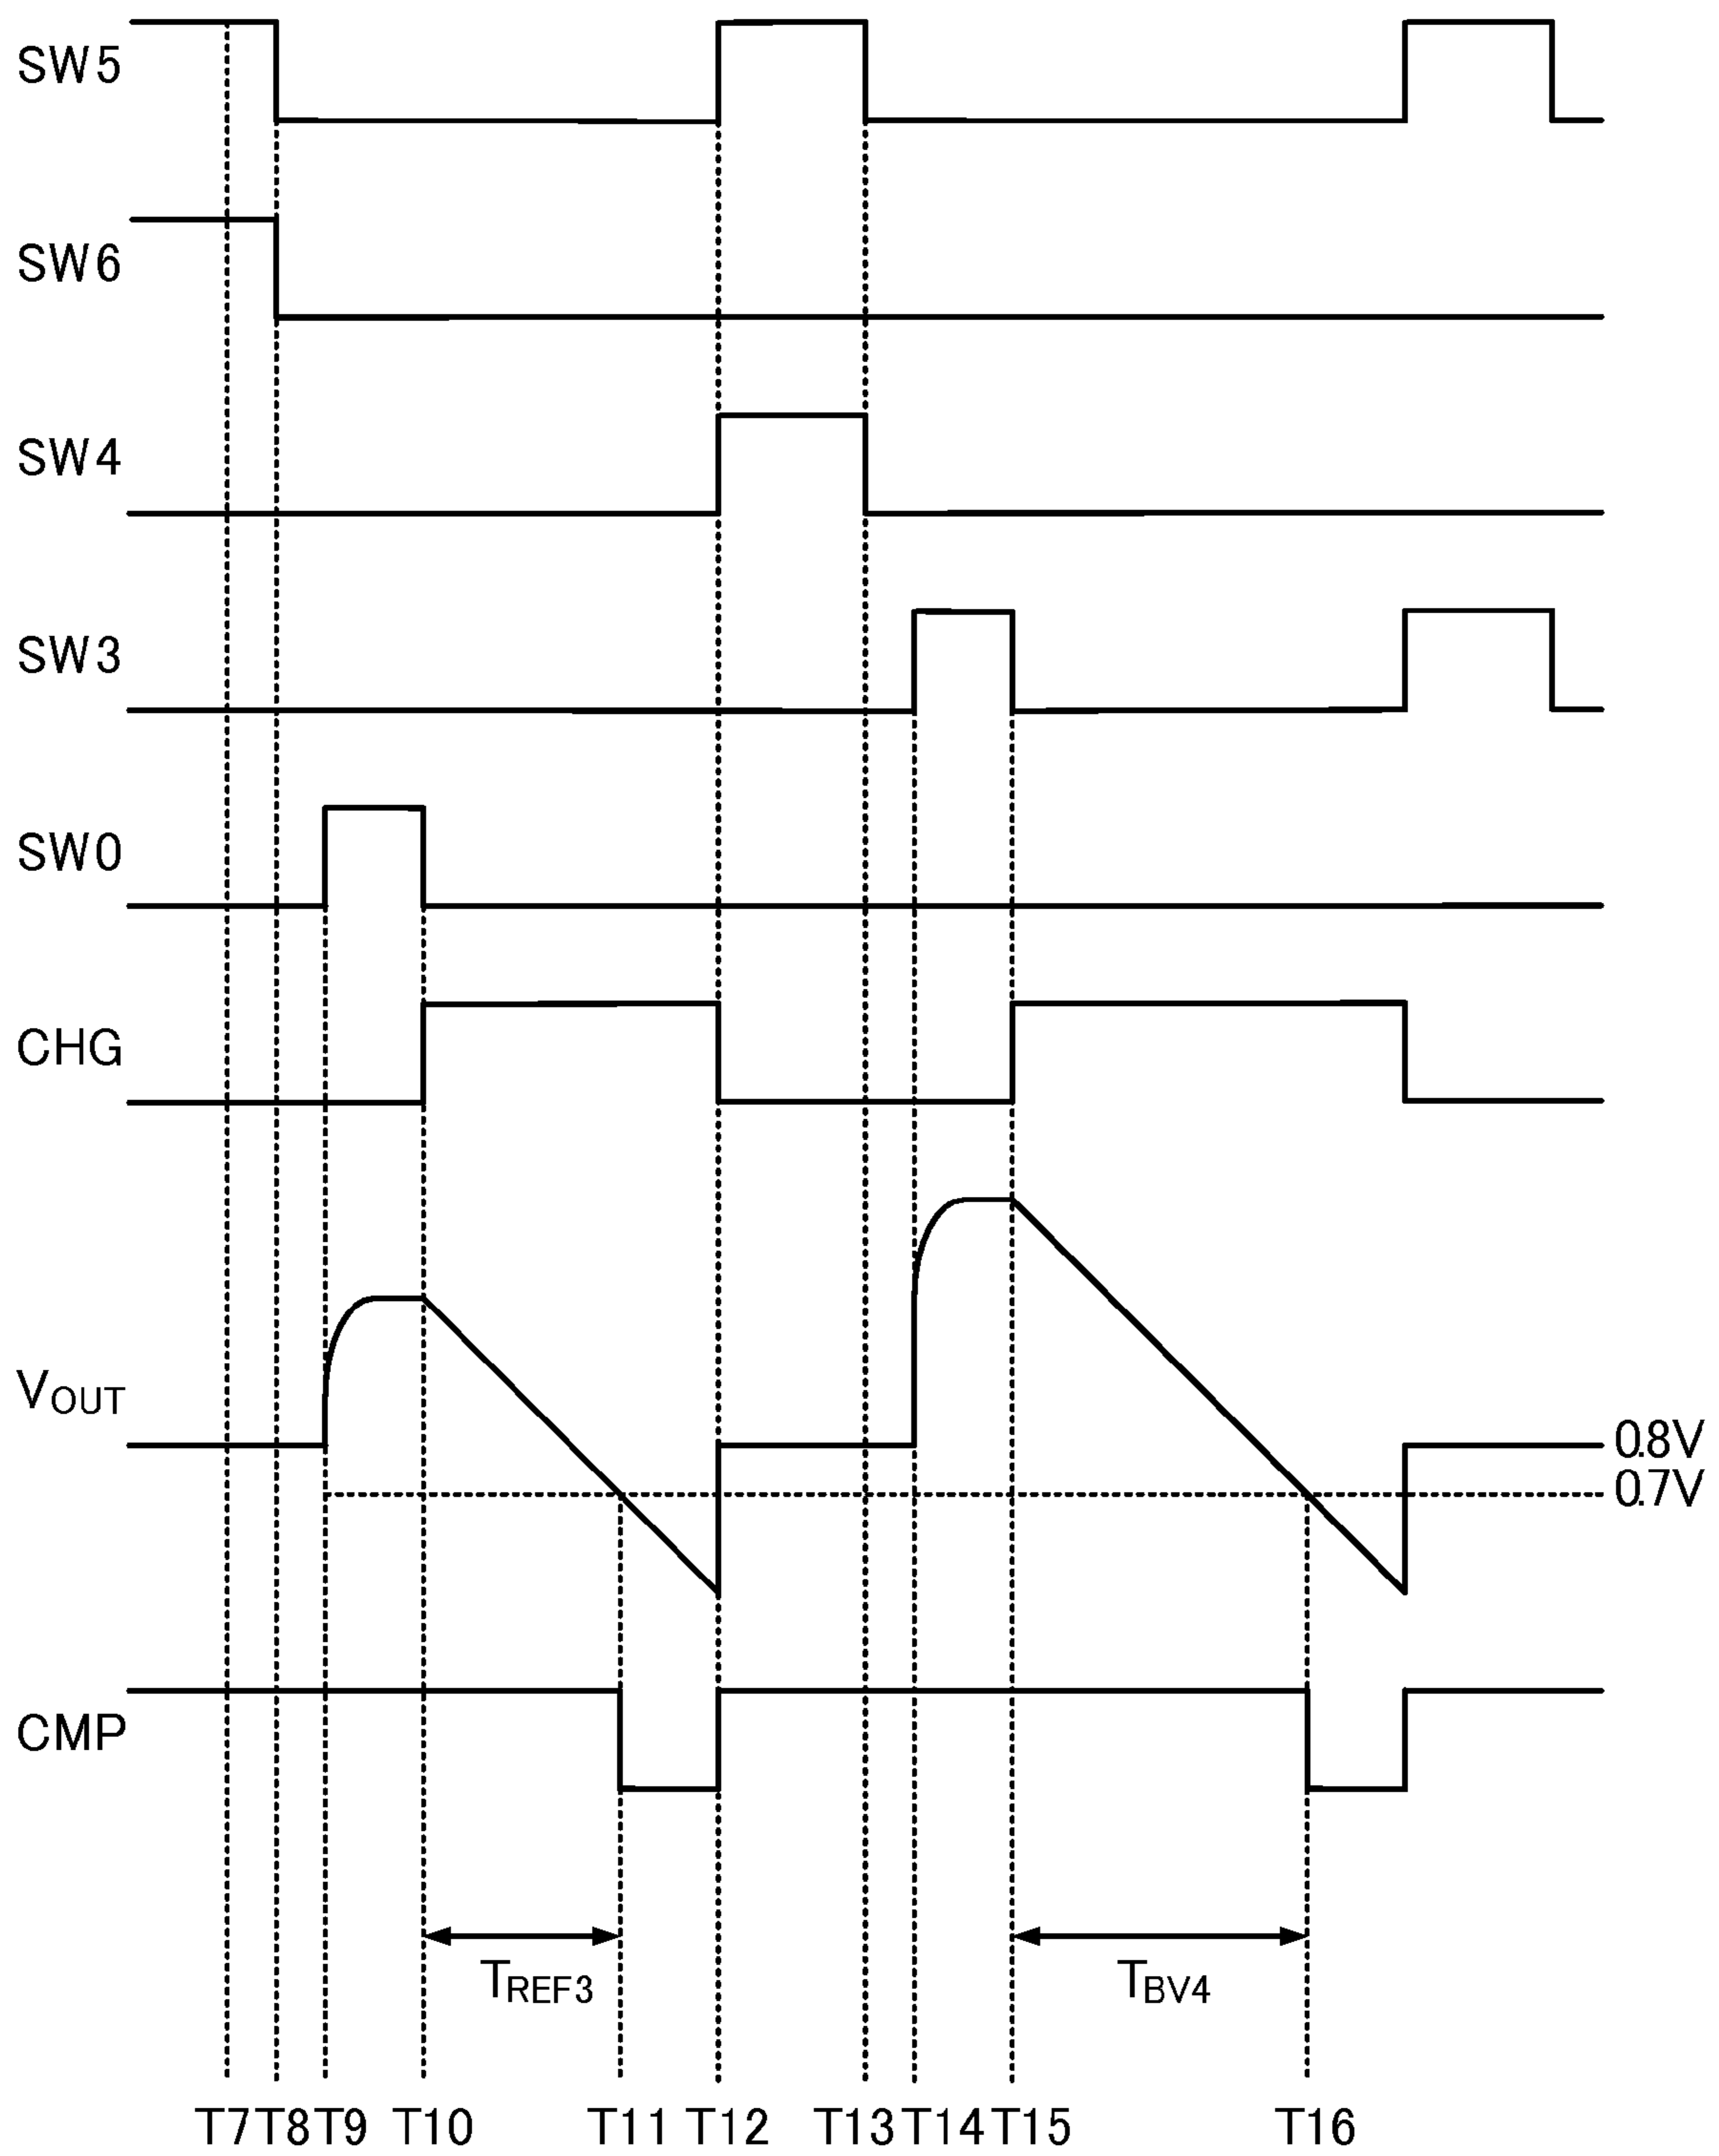 SW5
SW6
SW4
SW3
SW0
CHG
VOUT
0.8V
0.7V
CMP
TREF3 TBV4
T7 T8 T9 T10 T11 T12 T13 T14 T15 T16